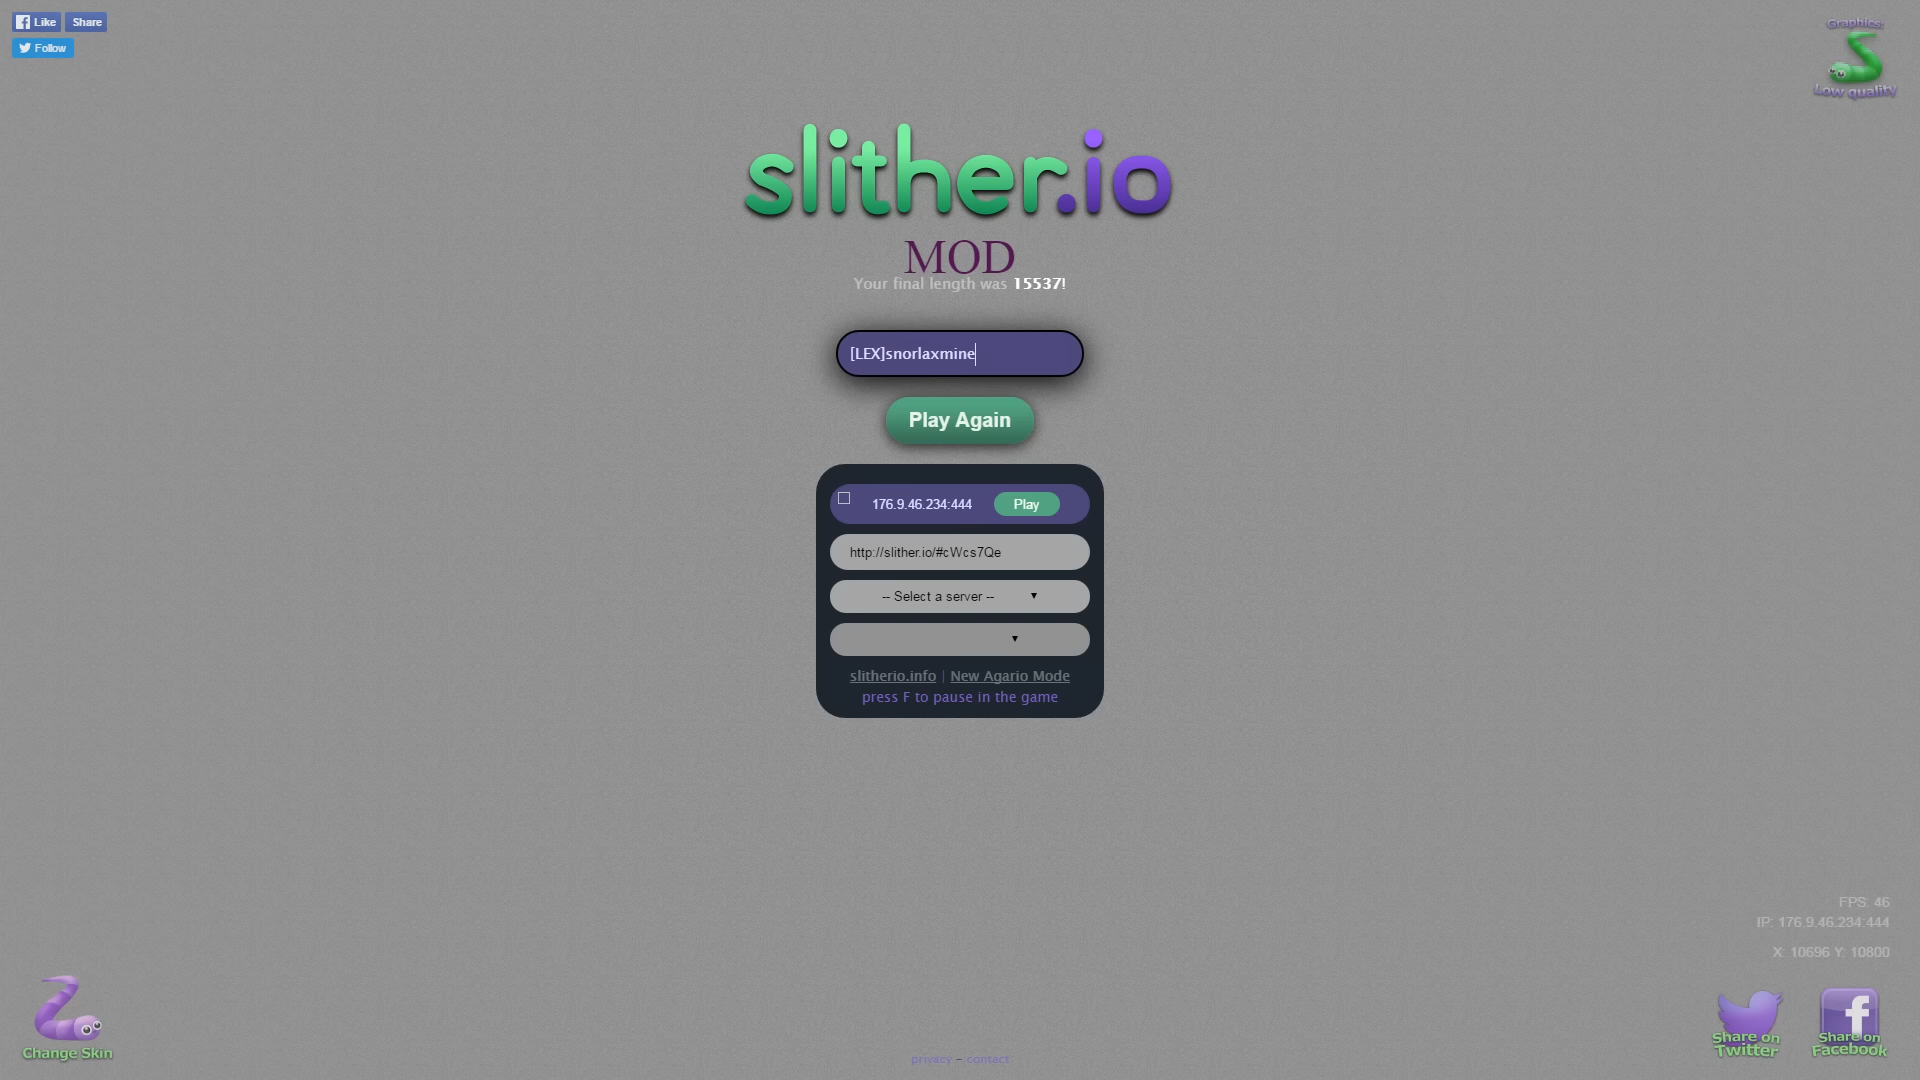 Like Share
Follow
Graphics:
Low quality
slither.io
MOD
Your final length was 15537!
[LEX]snorlaxmine
Play Again
176.9.46.234:444 Play
http://slither.io/#cWcs7Qe
-- Select a server --
slitherio.info | New Agario Mode
press F to pause in the game
FPS: 46
IP: 176.9.46.234:444
X: 10696 Y: 10800
Change Skin
privacy – contact
Share on
Twitter
Share on
Facebook